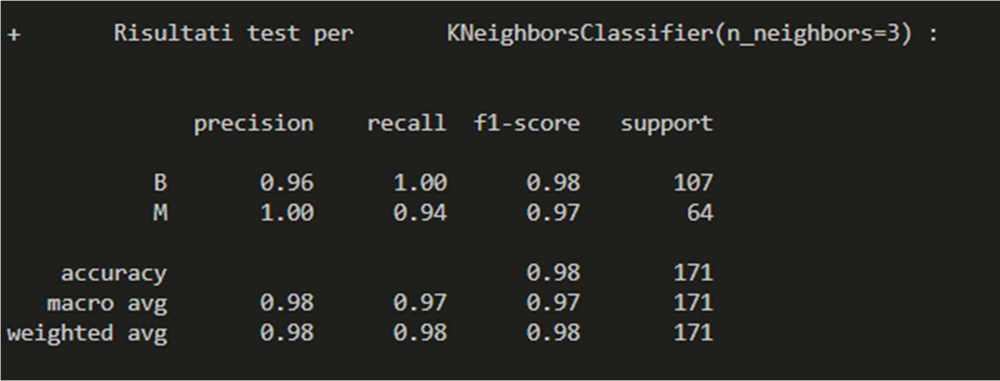 + Risultati test per KNeighborsClassifier(n_neighbors=3) :
precision recall f1-score support
B 0.96 1.00 0.98 107
M 1.00 0.94 0.97 64
accuracy 0.98 171
macro avg 0.98 0.97 0.97 171
weighted avg 0.98 0.98 0.98 171